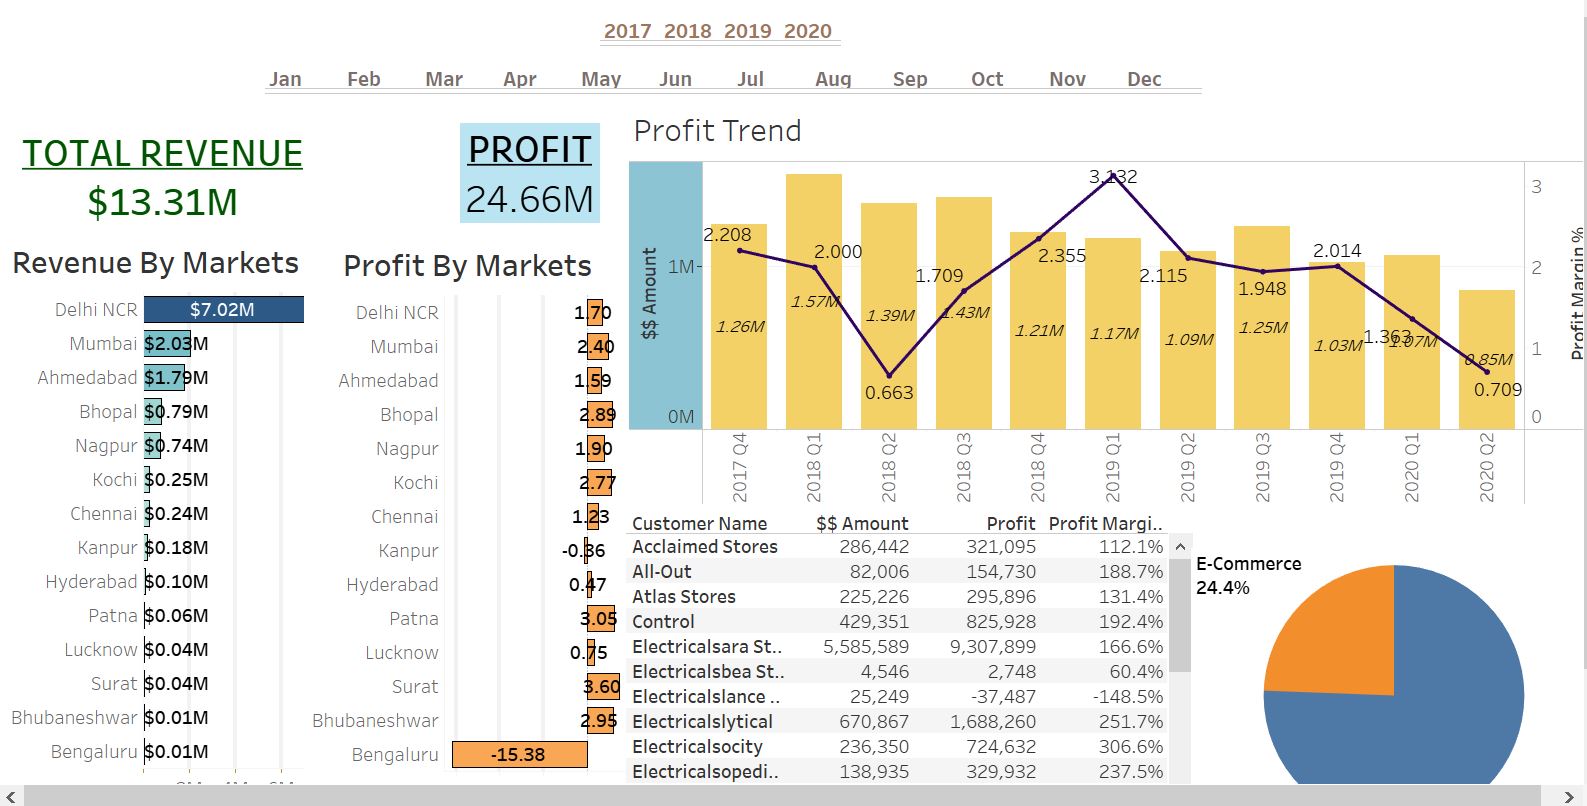 2017 2018 2019 2020
Jan Feb Mar Apr May Jun Jul Aug Sep Oct Nov Dec
TOTAL REVENUE
$13.31M
PROFIT
24.66M
Revenue By Markets
Delhi NCR $7.02M
Mumbai $2.03M
Ahmedabad $1.79M
Bhopal $0.79M
Nagpur $0.74M
Kochi $0.25M
Chennai $0.24M
Kanpur $0.18M
Hyderabad $0.10M
Patna $0.06M
Lucknow $0.04M
Surat $0.04M
Bhubaneshwar $0.01M
Bengaluru $0.01M
Profit By Markets
Delhi NCR 1.70
Mumbai 2.40
Ahmedabad 1.59
Bhopal 2.89
Nagpur 1.90
Kochi 2.77
Chennai 1.23
Kanpur -0.36
Hyderabad 0.47
Patna 3.05
Lucknow 0.75
Surat 3.60
Bhubaneshwar 2.95
Bengaluru -15.38
Profit Trend
$$ Amount
1M
0M
2.208 2.000 0.663 1.709 2.355 3.132 2.115 1.948 2.014 1.363 0.709
1.26M 1.57M 1.39M 1.43M 1.21M 1.17M 1.09M 1.25M 1.03M 1.07M 0.85M
3
2
1
0
Profit Margin %
2017 Q4 2018 Q1 2018 Q2 2018 Q3 2018 Q4 2019 Q1 2019 Q2 2019 Q3 2019 Q4 2020 Q1 2020 Q2
Customer Name $$ Amount Profit Profit Margi..
Acclaimed Stores 286,442 321,095 112.1%
All-Out 82,006 154,730 188.7%
Atlas Stores 225,226 295,896 131.4%
Control 429,351 825,928 192.4%
Electricalsara St.. 5,585,589 9,307,899 166.6%
Electricalsbea St.. 4,546 2,748 60.4%
Electricalslance .. 25,249 -37,487 -148.5%
Electricalslytical 670,867 1,688,260 251.7%
Electricalsocity 236,350 724,632 306.6%
Electricalsopedi.. 138,935 329,932 237.5%
E-Commerce
24.4%